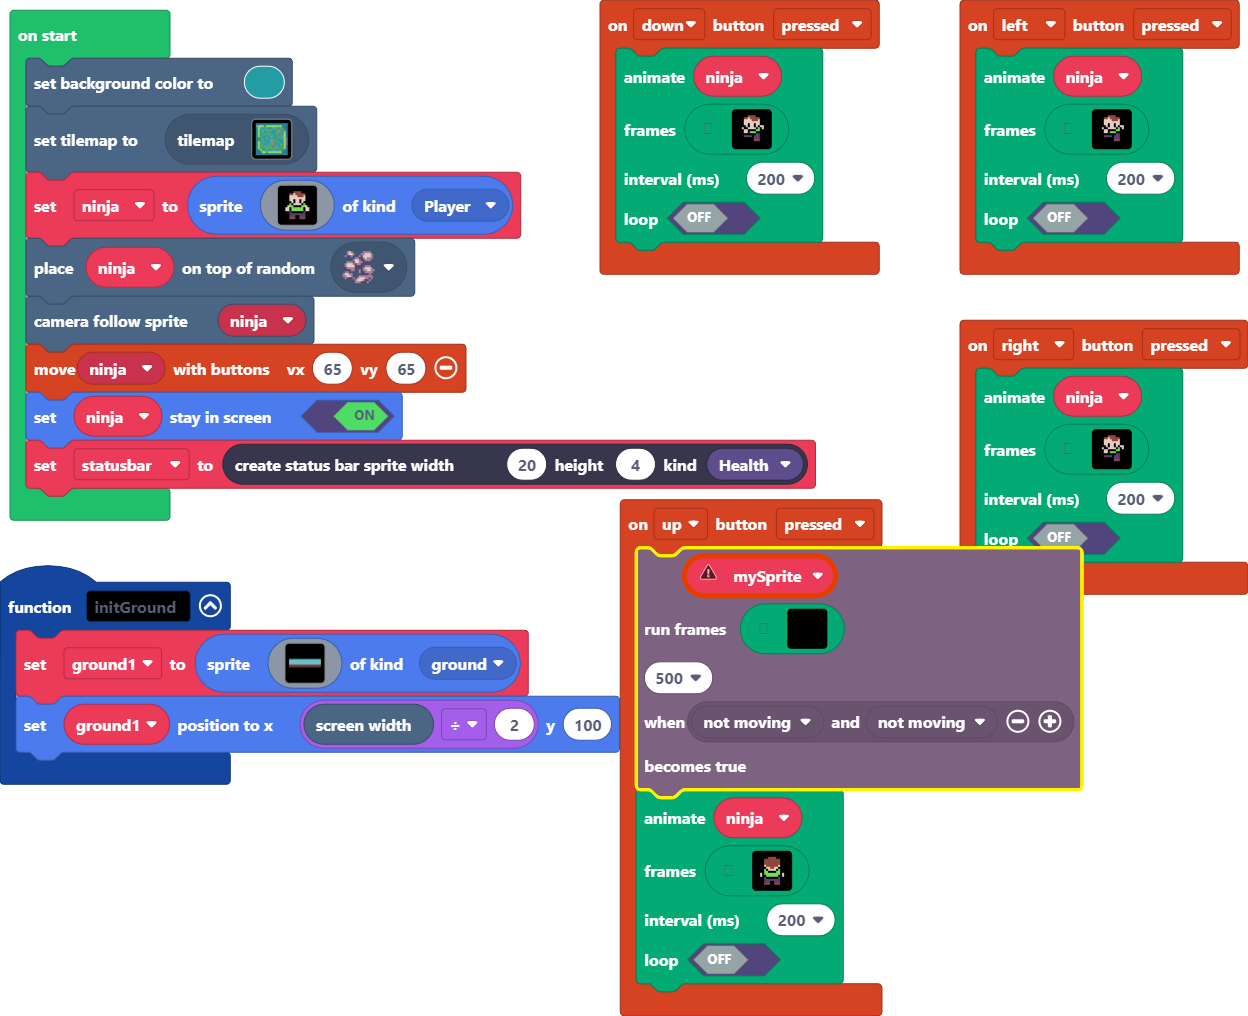 on start
set background color to
set tilemap to tilemap
set ninja to sprite of kind Player
place ninja on top of random
camera follow sprite ninja
move ninja with buttons vx 65 vy 65
set ninja stay in screen ON
set statusbar to create status bar sprite width 20 height 4 kind Health
function initGround
set ground1 to sprite of kind ground
set ground1 position to x screen width ÷ 2 y 100
on down button pressed
animate ninja
frames
interval (ms) 200
loop OFF
on left button pressed
animate ninja
frames
interval (ms) 200
loop OFF
on right button pressed
animate ninja
frames
interval (ms) 200
loop OFF
on up button pressed
mySprite
run frames
500
when not moving and not moving
becomes true
animate ninja
frames
interval (ms) 200
loop OFF